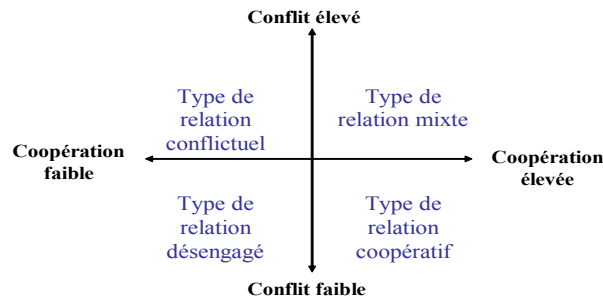 Conflit élevé
Type de
relation
conflictuel
Type de
relation mixte
Coopération
faible
Coopération
élevée
Type de
relation
désengagé
Type de
relation
coopératif
Conflit faible